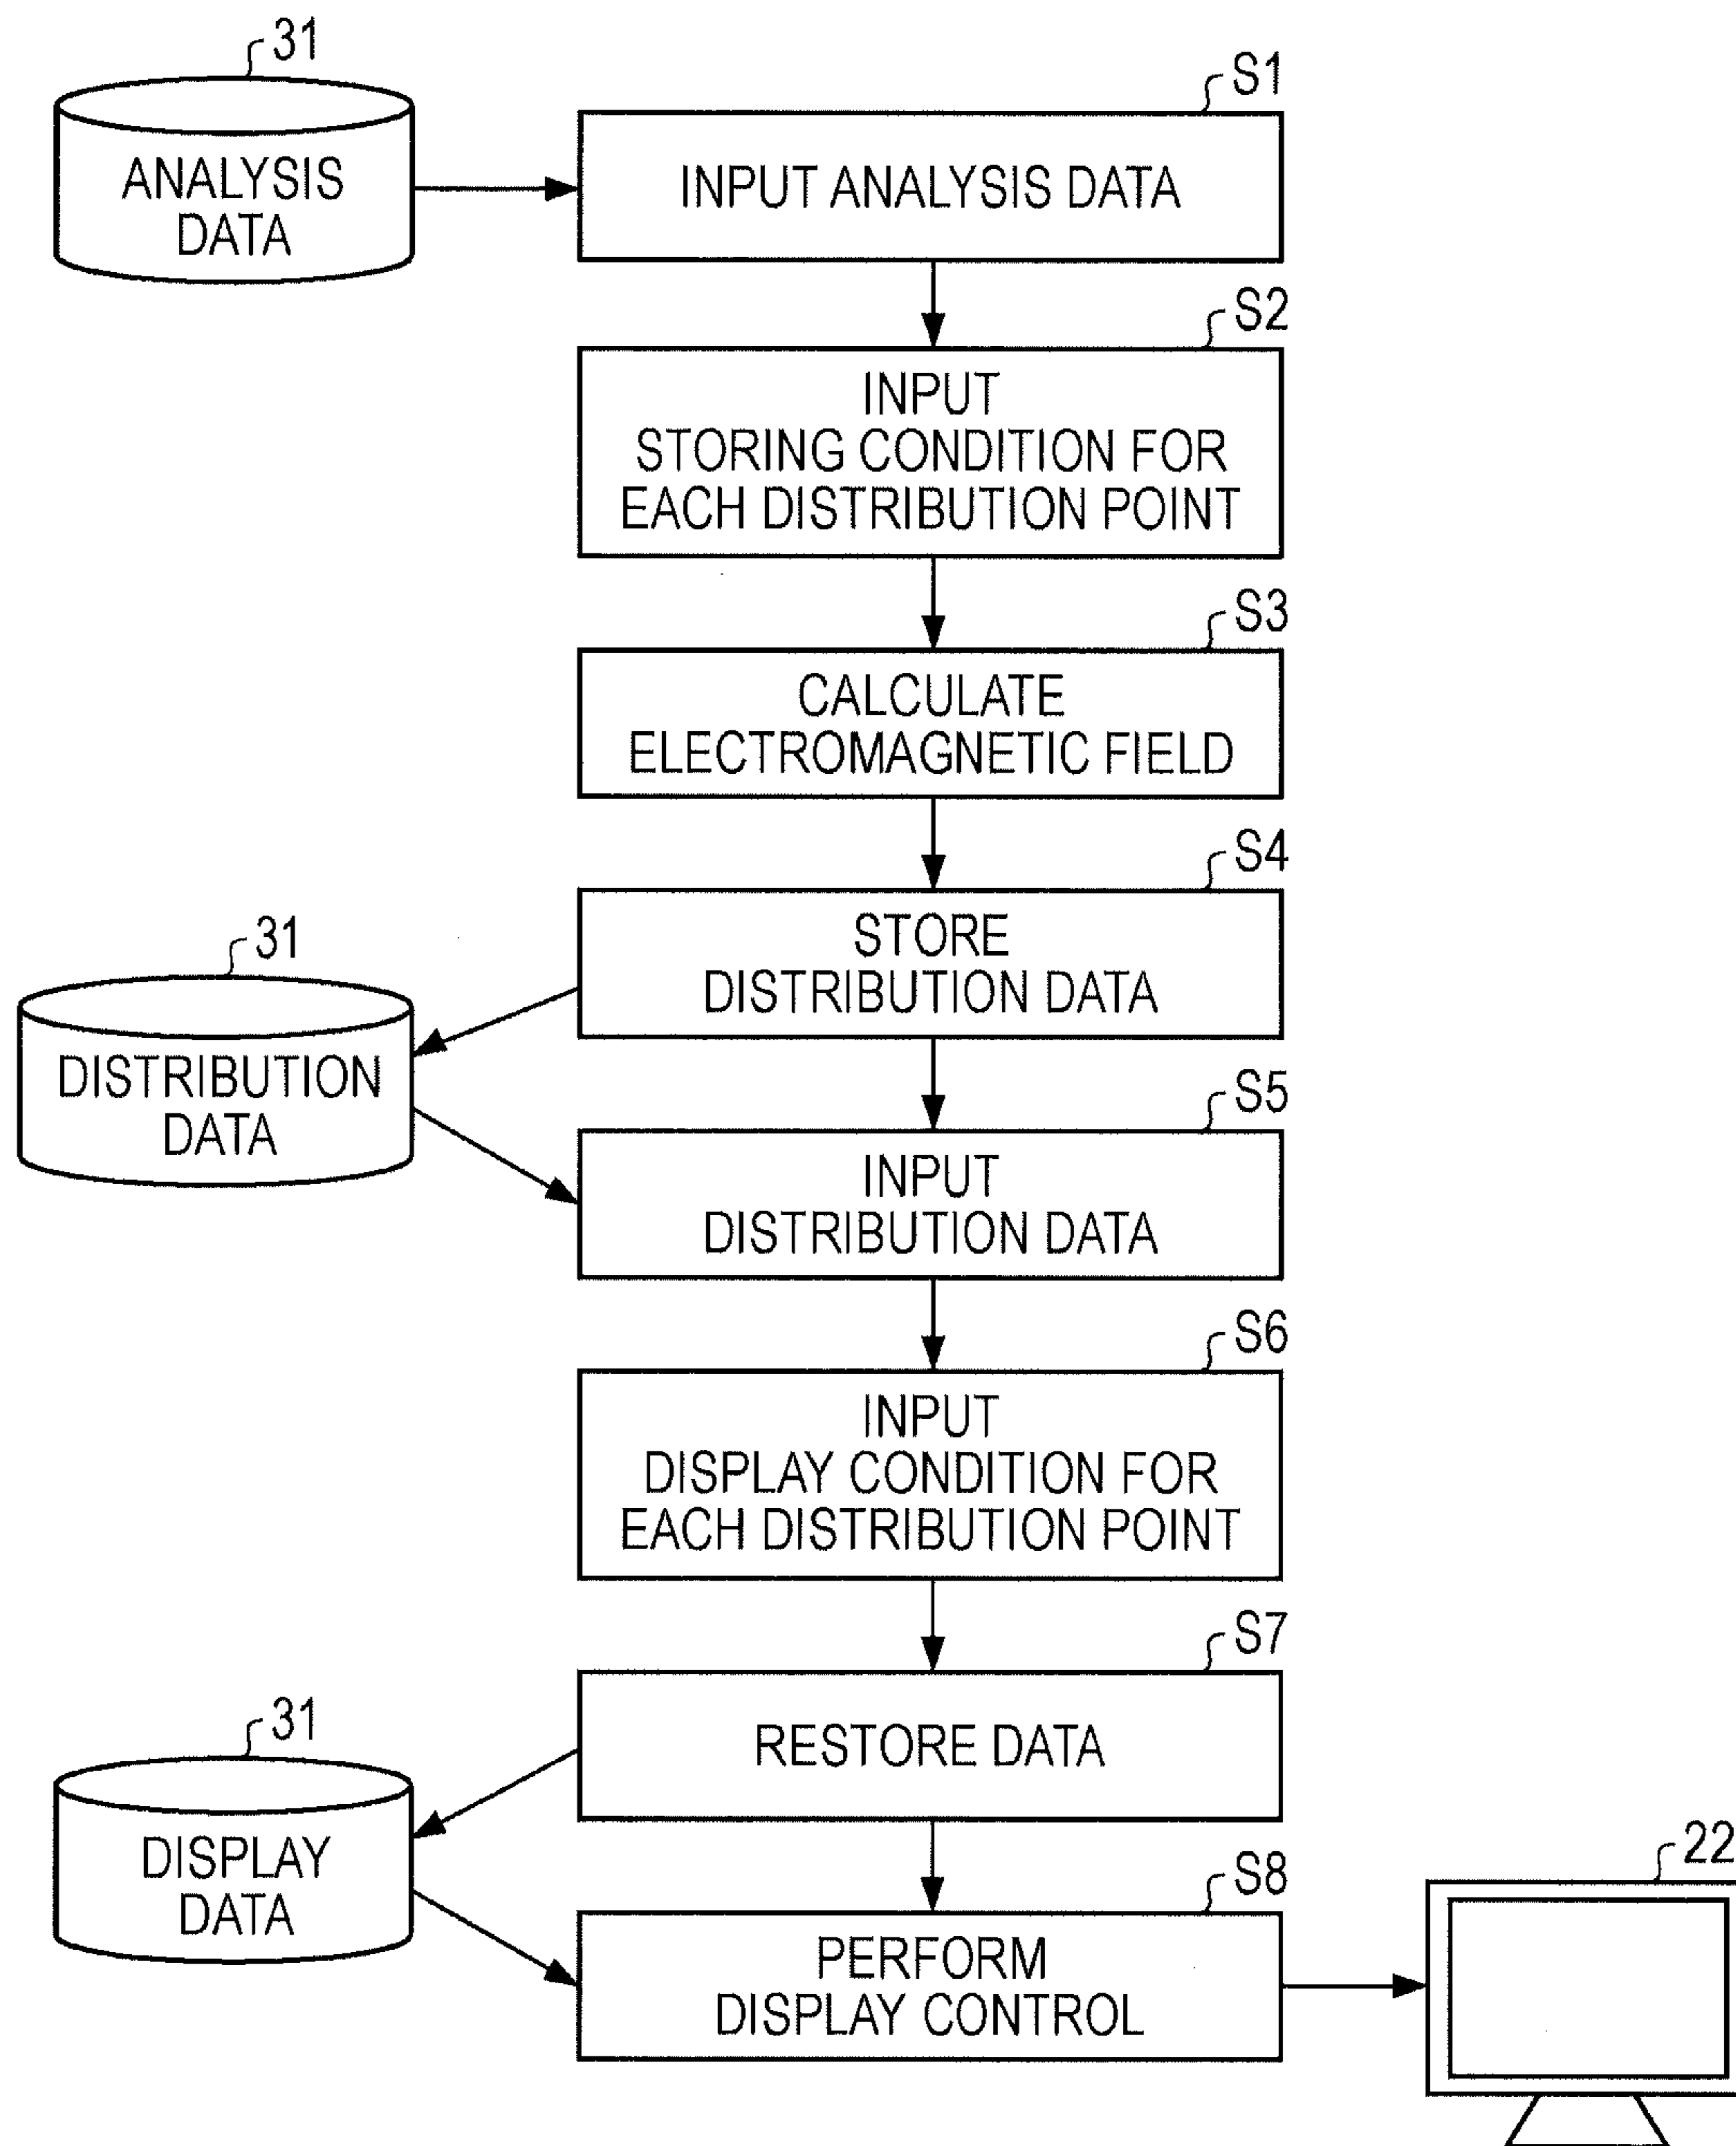 31
ANALYSIS
DATA
S1
INPUT ANALYSIS DATA
S2
INPUT
STORING CONDITION FOR
EACH DISTRIBUTION POINT
S3
CALCULATE
ELECTROMAGNETIC FIELD
S4
STORE
DISTRIBUTION DATA
31
DISTRIBUTION
DATA
S5
INPUT
DISTRIBUTION DATA
S6
INPUT
DISPLAY CONDITION FOR
EACH DISTRIBUTION POINT
S7
RESTORE DATA
31
DISPLAY
DATA
S8
PERFORM
DISPLAY CONTROL
22